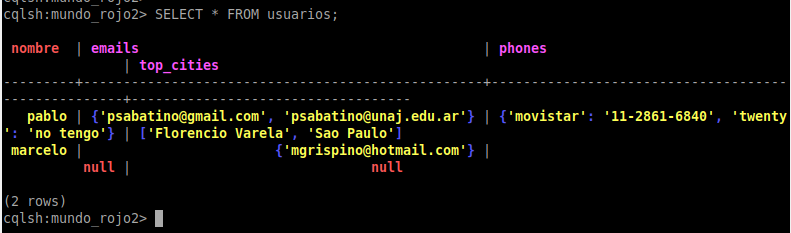 cqlsh:mundo_rojo2> SELECT * FROM usuarios;
 nombre  | emails                                           | phones
               | top_cities
---------+--------------------------------------------------+-------------------------------------
---------------+-----------------------------------
   pablo | {'psabatino@gmail.com', 'psabatino@unaj.edu.ar'} | {'movistar': '11-2861-6840', 'twenty
': 'no tengo'} | ['Florencio Varela', 'Sao Paulo']
 marcelo |                        {'mgrispino@hotmail.com'} |
          null |                              null
(2 rows)
cqlsh:mundo_rojo2>